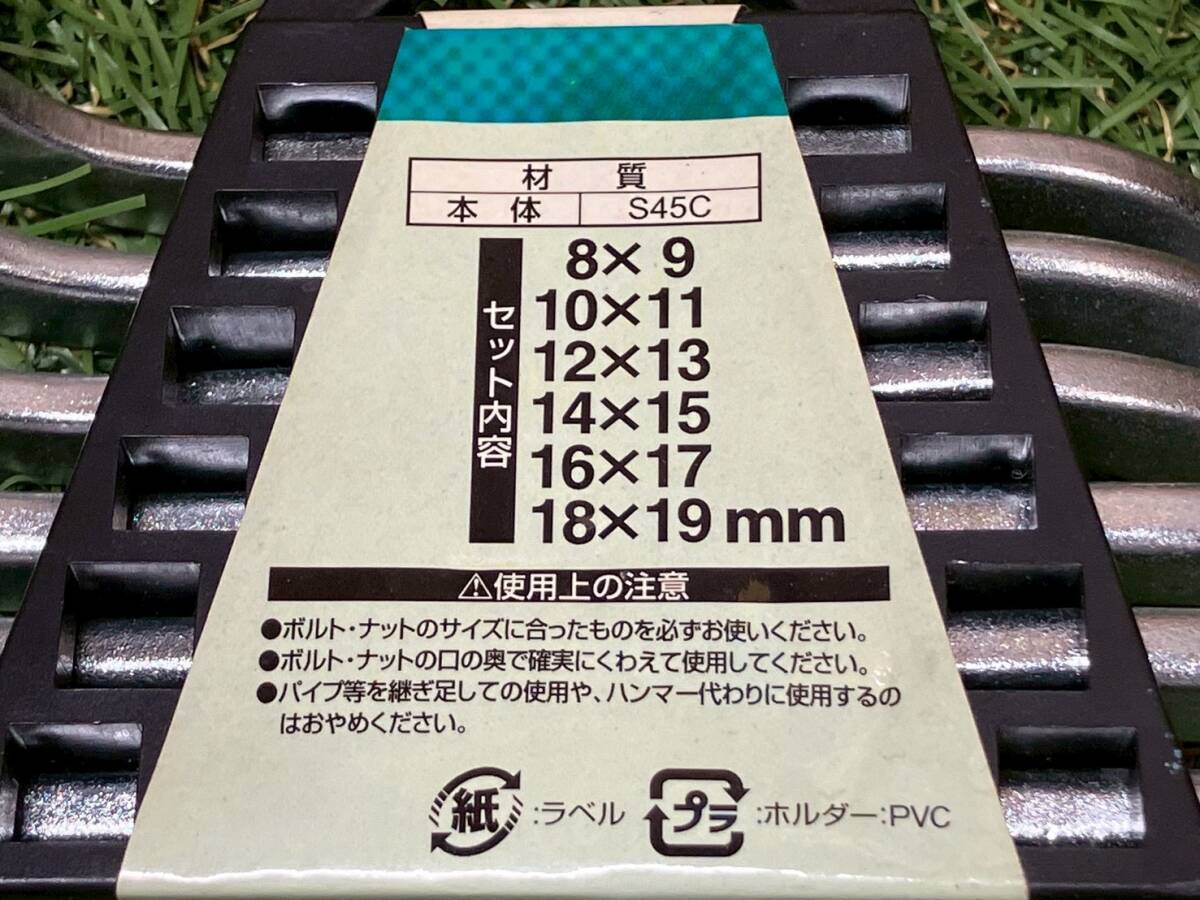 材 質
本 体 S45C
セット内容
8×9
10×11
12×13
14×15
16×17
18×19mm
⚠使用上の注意
●ボルト・ナットのサイズに合ったものを必ずお使いください。
●ボルト・ナットの口の奥で確実にくわえて使用してください。
●パイプ等を継ぎ足しての使用や、ハンマー代わりに使用するの
はおやめください。
紙:ラベル プラ:ホルダー:PVC